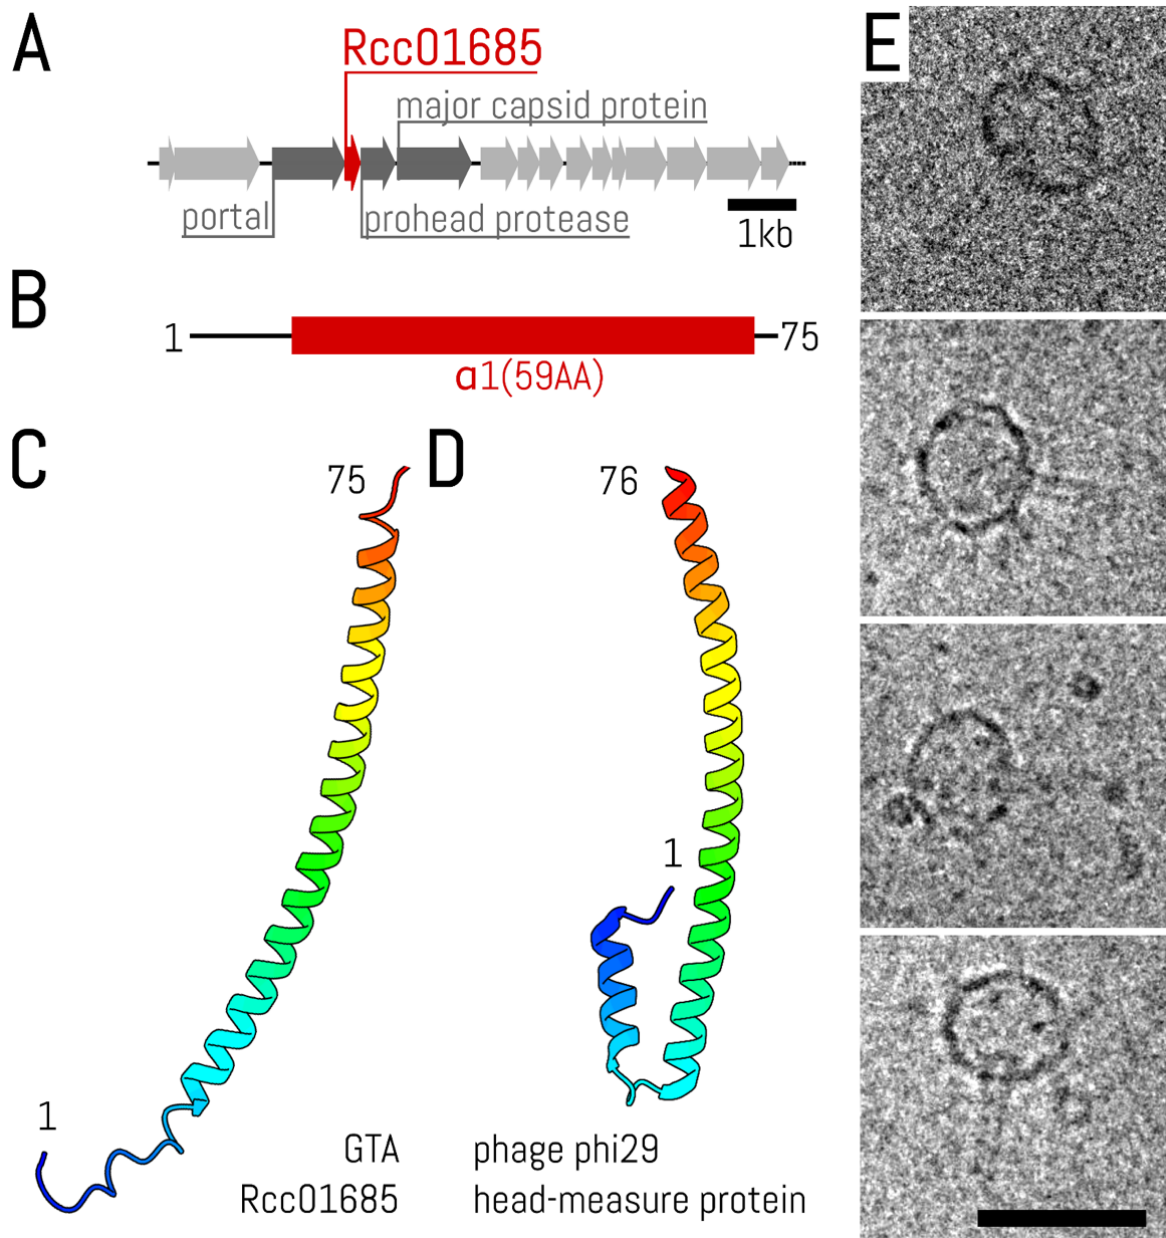 A
Rcc01685
major capsid protein
portal
prohead protease
1kb
B
1
75
α1(59AA)
C
75
1
GTA
Rcc01685
D
76
1
phage phi29
head-measure protein
E